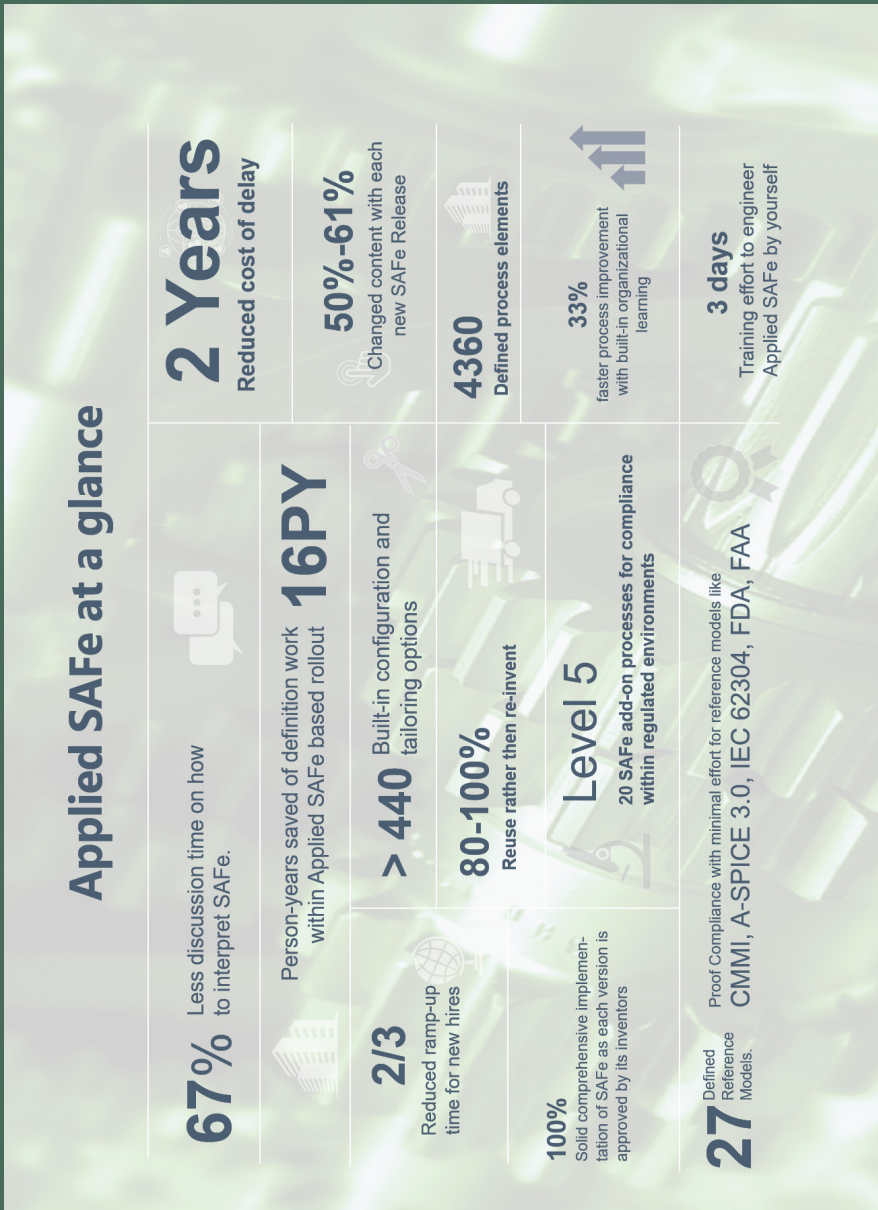 Applied SAFe at a glance
67% Less discussion time on how
to interpret SAFe.
2 Years
Reduced cost of delay
Person-years saved of definition work
within Applied SAFe based rollout
16PY
50%-61%
Changed content with each
new SAFe Release
2/3
Reduced ramp-up
time for new hires
> 440 Built-in configuration and
tailoring options
4360
Defined process elements
80-100%
Reuse rather then re-invent
33%
faster process improvement
with built-in organizational
learning
100%
Solid comprehensive implemen-
tation of SAFe as each version is
approved by its inventors
Level 5
20 SAFe add-on processes for compliance
within regulated environments
27 Defined
Reference
Models.
Proof Compliance with minimal effort for reference models like
CMMI, A-SPICE 3.0, IEC 62304, FDA, FAA
3 days
Training effort to engineer
Applied SAFe by yourself